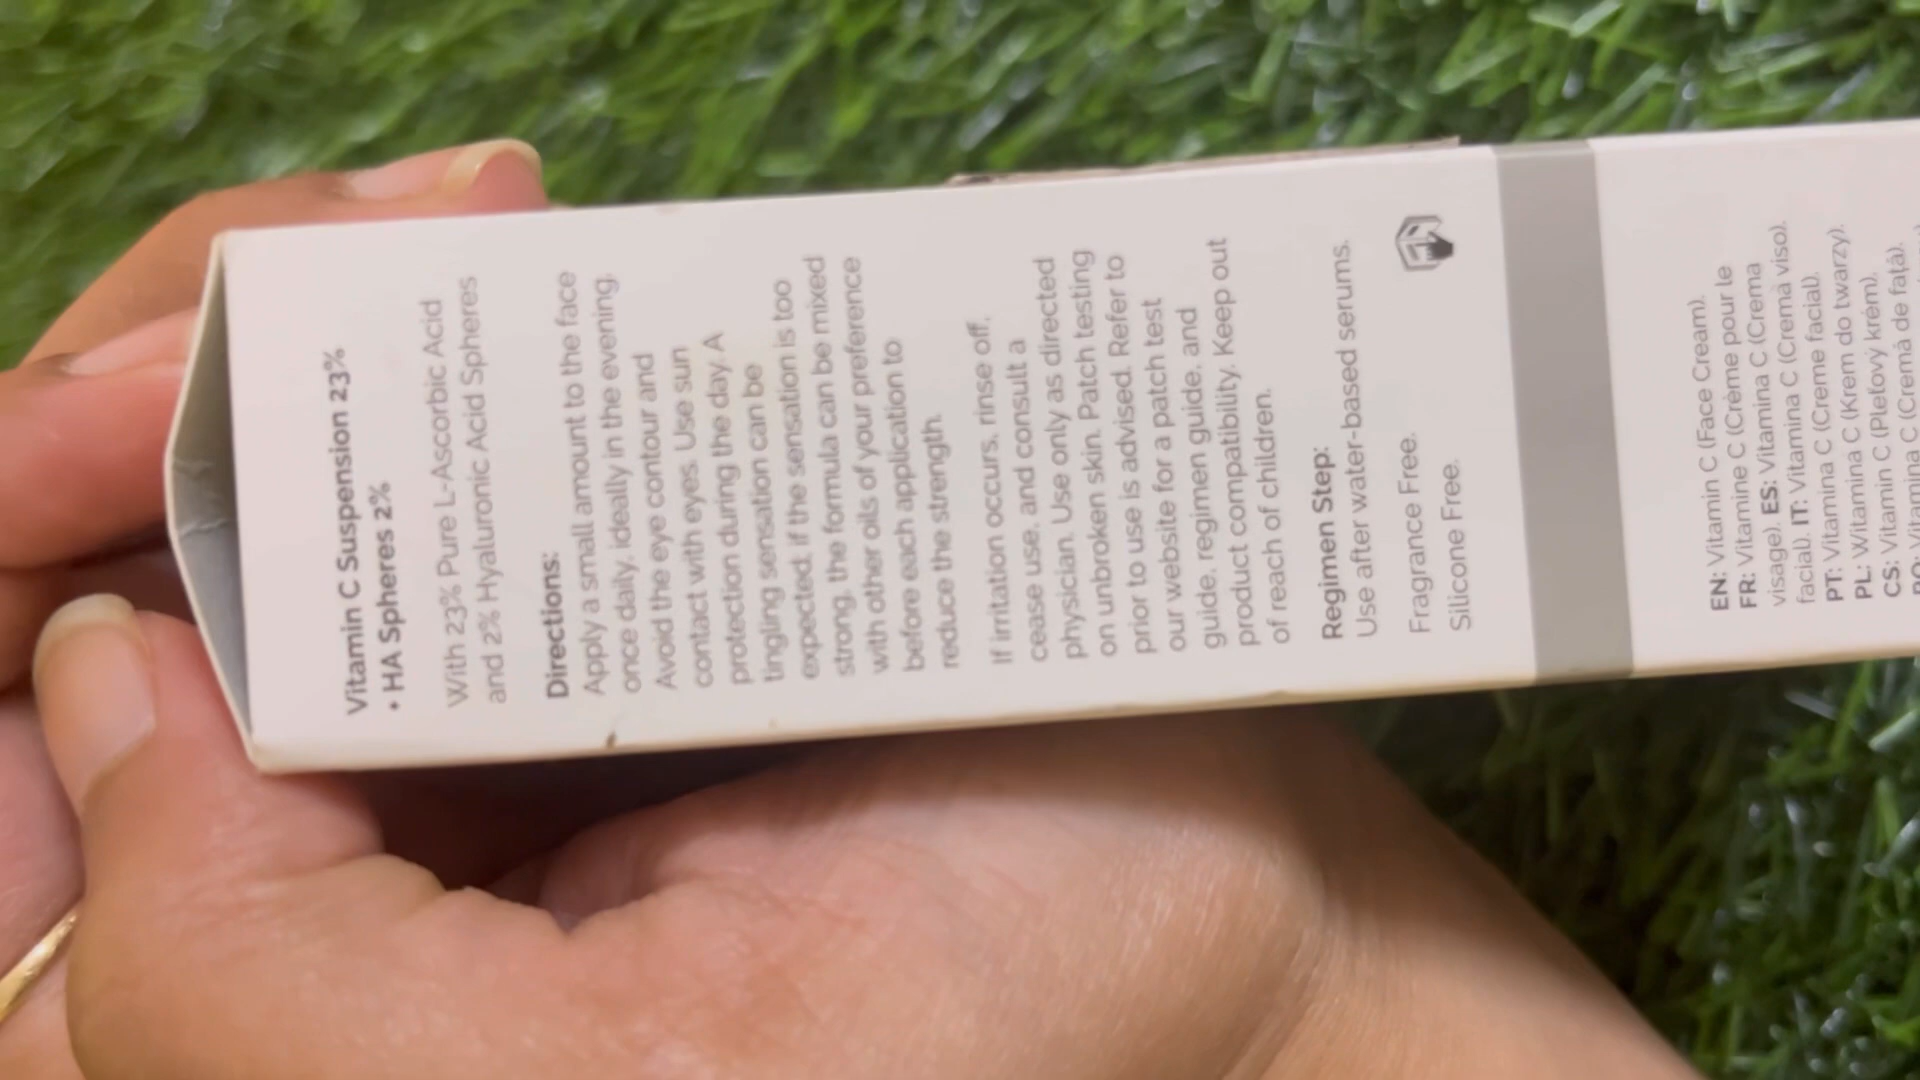 Vitamin C Suspension 23%
• HA Spheres 2%
With 23% Pure L-Ascorbic Acid
and 2% Hyaluronic Acid Spheres
Directions:
Apply a small amount to the face
once daily, ideally in the evening.
Avoid the eye contour and
contact with eyes. Use sun
protection during the day. A
tingling sensation can be
expected; if the sensation is too
strong, the formula can be mixed
with other oils of your preference
before each application to
reduce the strength.
If irritation occurs, rinse off,
cease use, and consult a
physician. Use only as directed
on unbroken skin. Patch testing
prior to use is advised. Refer to
our website for a patch test
guide, regimen guide, and
product compatibility. Keep out
of reach of children.
Regimen Step:
Use after water-based serums.
Fragrance Free.
Silicone Free.
EN: Vitamin C (Face Cream).
FR: Vitamine C (Crème pour le
visage). ES: Vitamina C (Crema
facial). IT: Vitamina C (Crema viso).
PT: Vitamina C (Creme facial).
PL: Witamina C (Krem do twarzy).
CS: Vitamin C (Pleťový krém).
RO: Vitamina C (Cremă de față).